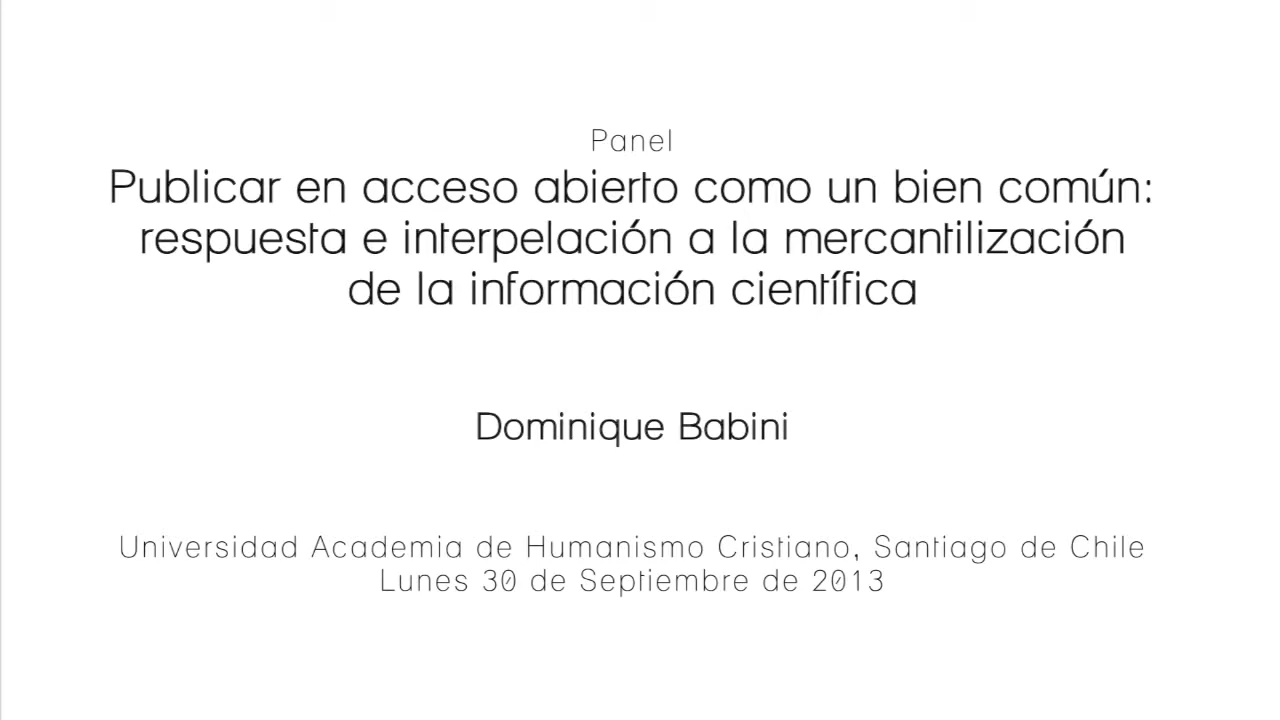 Panel
Publicar en acceso abierto como un bien común:
respuesta e interpelación a la mercantilización
de la información científica
Dominique Babini
Universidad Academia de Humanismo Cristiano, Santiago de Chile
Lunes 30 de Septiembre de 2013